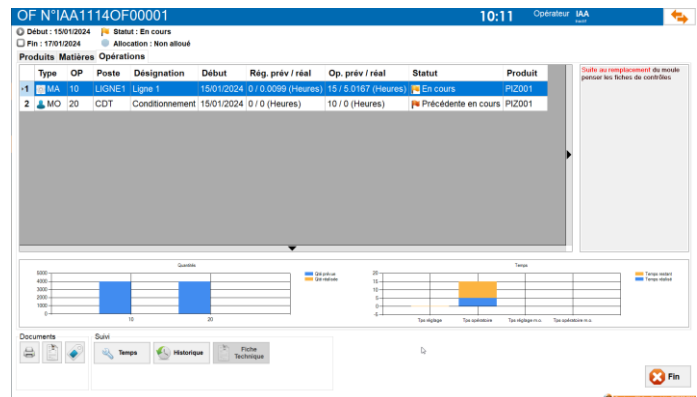 OF N°IAA1114OF00001 10:11 Opérateur IAA
Début : 15/01/2024 Statut : En cours
Fin : 17/01/2024 Allocation : Non alloué
Produits Matières Opérations
Type OP Poste Désignation Début Rég. prév / réal Op. prév / réal Statut Produit
1 MA 10 LIGNE1 Ligne 1 15/01/2024 0 / 0.0099 (Heures) 15 / 5.0167 (Heures) En cours PIZ001
2 MO 20 CDT Conditionnement 15/01/2024 0 / 0 (Heures) 10 / 0 (Heures) Précédente en cours PIZ001
Suite au remplacement du moule
penser les fiches de contrôles
Quantités
5000
4000
3000
2000
1000
0
10 20
Qté prévue
Qté réalisée
Temps
20
15
10
5
0
-5
Tps réglage Tps opératoire Tps réglage m.o. Tps opératoire m.o.
Temps restant
Temps réalisé
Documents Suivi
Temps Historique Fiche
Technique
Fin